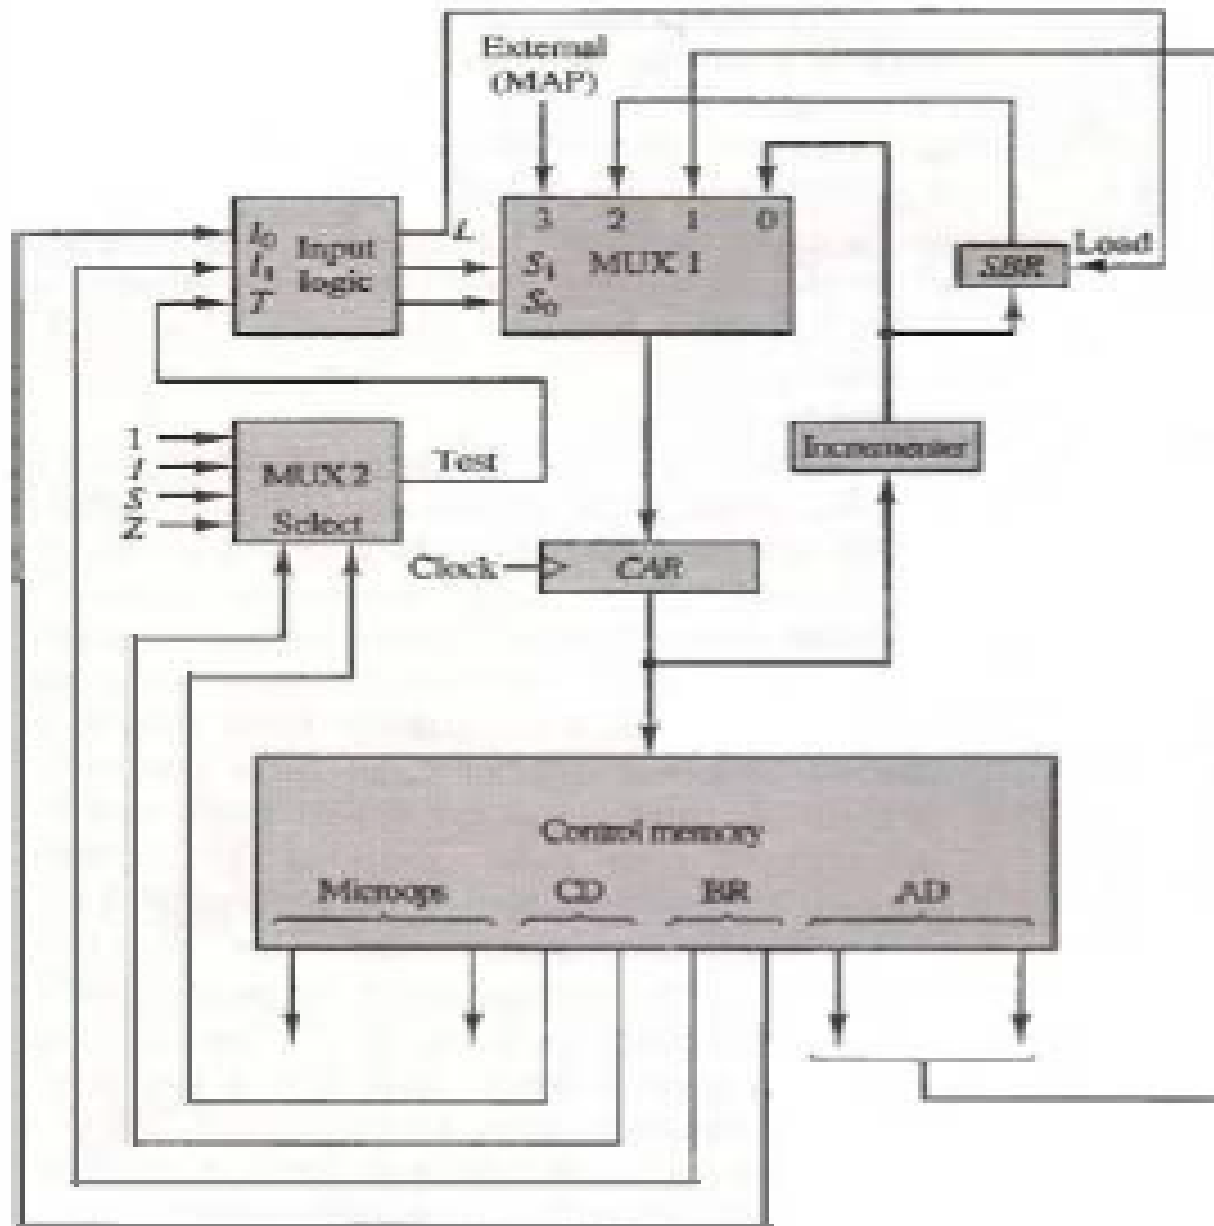 External
(MAP)
3 2 1 0
MUX 1
S1
S0
I0
I1
T
Input
logic
L
SBR
Load
Incrementer
1
I
S
Z
MUX 2
Select
Test
Clock
CAR
Control memory
Microops CD BR AD